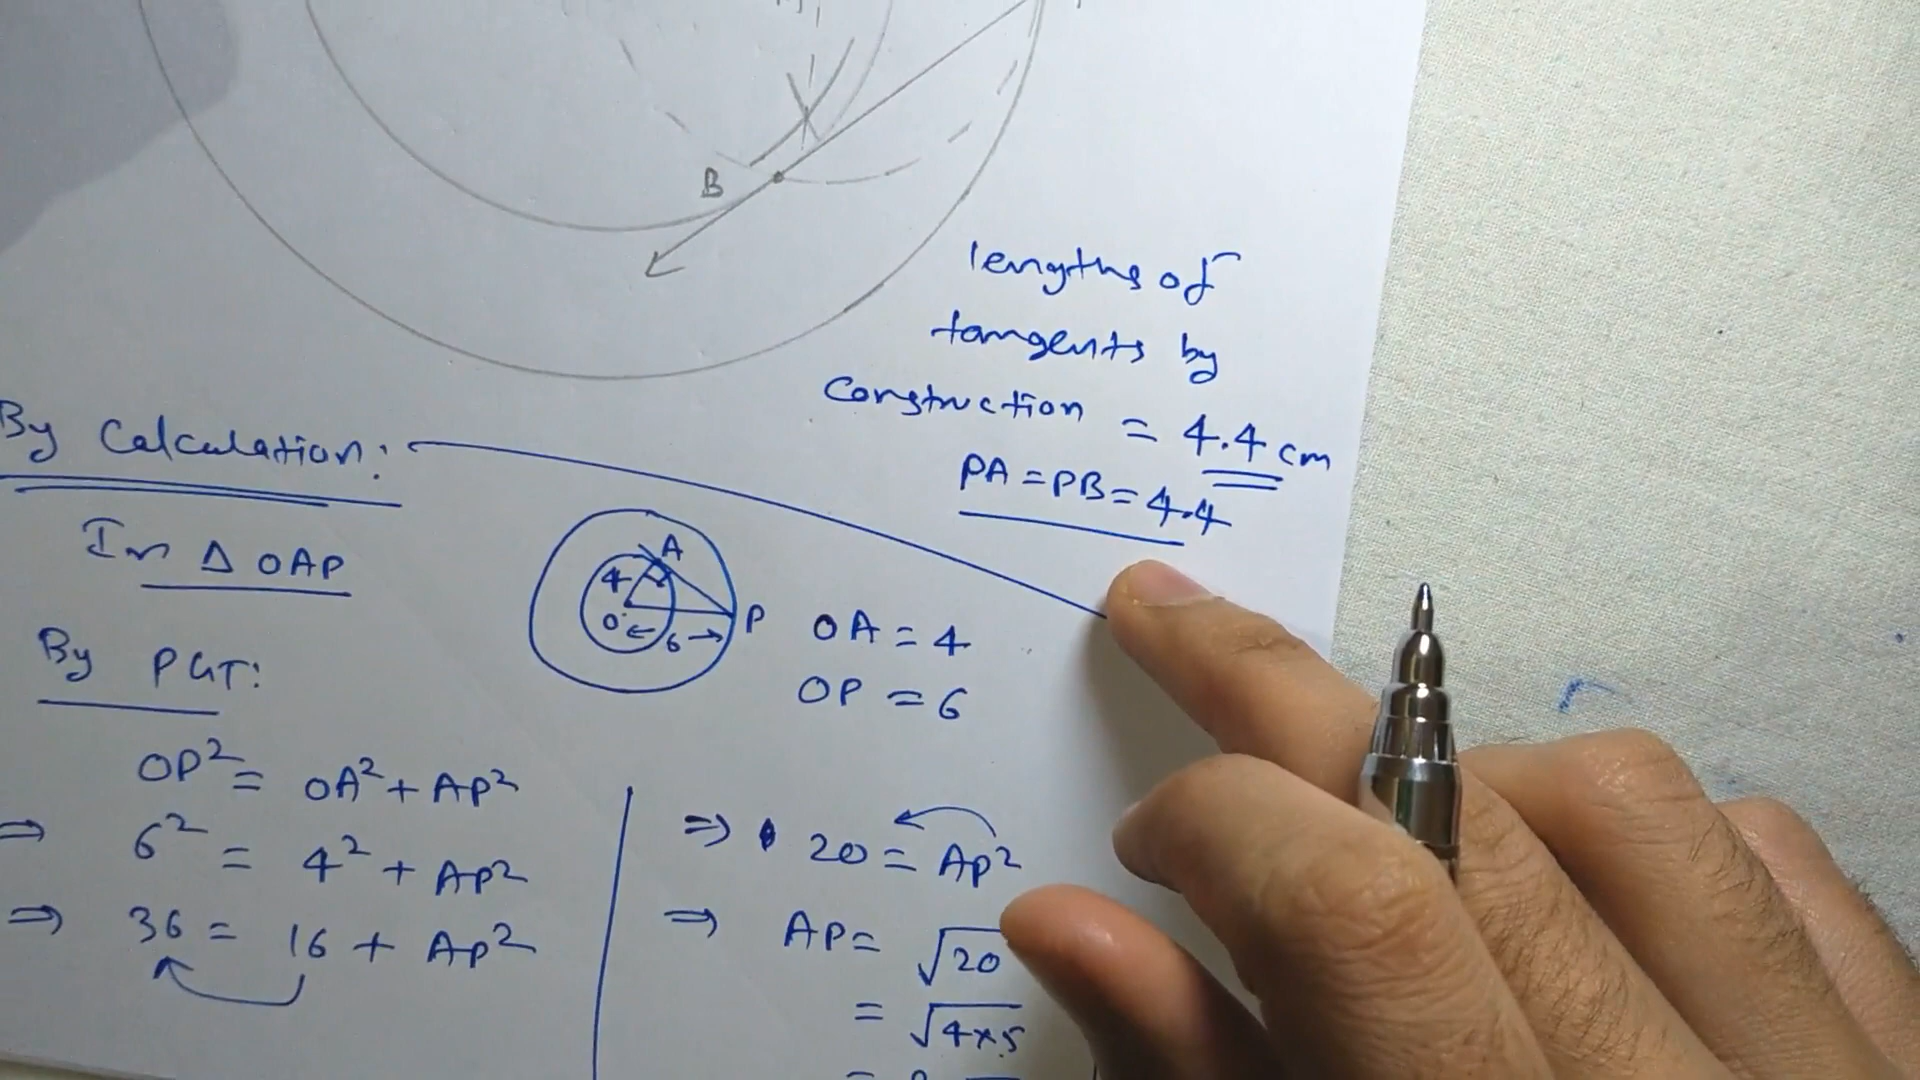 B
lengths of
tangents by
Construction = 4.4 cm
PA = PB = 4.4
By Calculation:
In Δ OAP
A
4
O
6
P
OA = 4
OP = 6
By PGT:
OP² = OA² + AP²
⇒ 6² = 4² + AP²
⇒ 36 = 16 + AP²
⇒ 20 = AP²
⇒ AP = √20
= √4×5
=